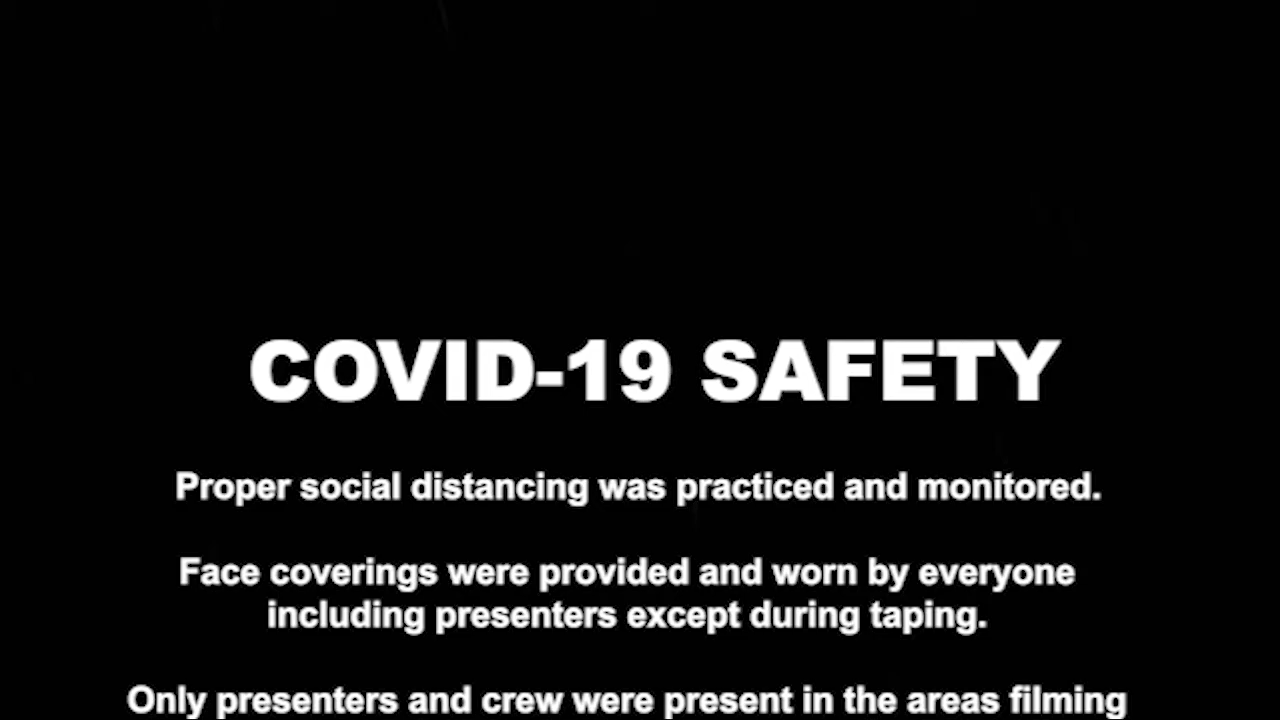 COVID-19 SAFETY
Proper social distancing was practiced and monitored.
Face coverings were provided and worn by everyone
including presenters except during taping.
Only presenters and crew were present in the areas filming